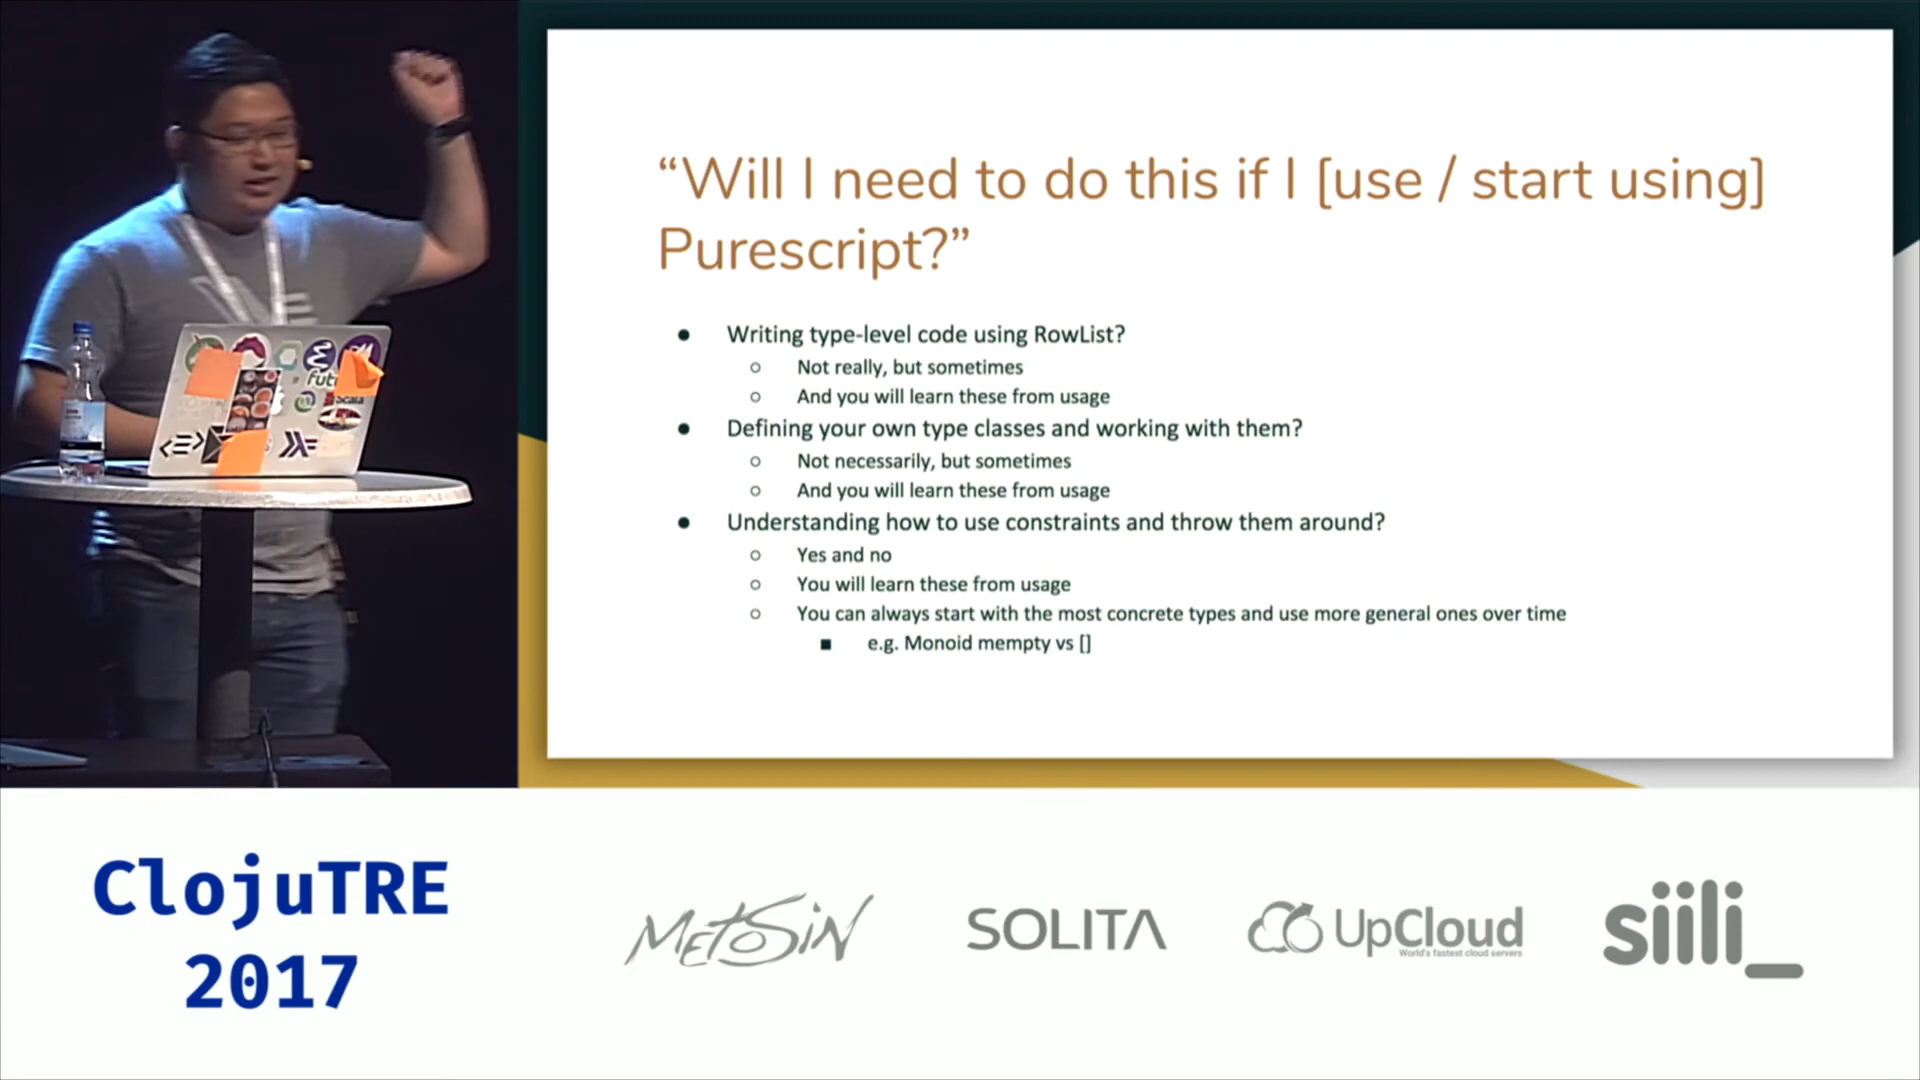 “Will I need to do this if I [use / start using]
Purescript?”
● Writing type-level code using RowList?
○ Not really, but sometimes
○ And you will learn these from usage
● Defining your own type classes and working with them?
○ Not necessarily, but sometimes
○ And you will learn these from usage
● Understanding how to use constraints and throw them around?
○ Yes and no
○ You will learn these from usage
○ You can always start with the most concrete types and use more general ones over time
■ e.g. Monoid mempty vs []
futu
Scala
ClojuTRE
2017
METOSIN
SOLITA
UpCloud
World's fastest cloud servers
siili_